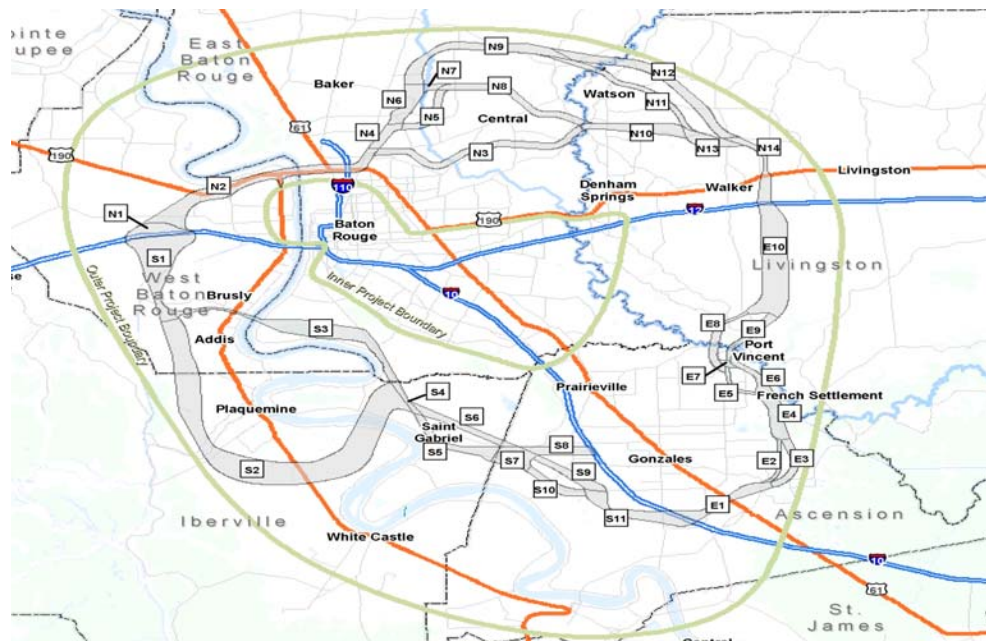 ointe
upee
East
Baton
Rouge
N9
N7
N12
Baker
N8
Watson
N6
N11
61
N5
Central
N4
N10
N13
N14
190
N3
N2
110
Denham
Springs
Walker
Livingston
190
12
N1
Baton
Rouge
S1
E10
West
Baton
Rouge
Livingston
Outer Project Boundary
Inner Project Boundary
10
Brusly
S3
E8
E9
Addis
Port
Vincent
E7
E6
Prairieville
E5
French Settlement
S4
Plaquemine
S6
E4
Saint
Gabriel
S8
S5
S7
Gonzales
E2
E3
S2
S9
S10
E1
S11
Iberville
Ascension
White Castle
10
61
St.
James